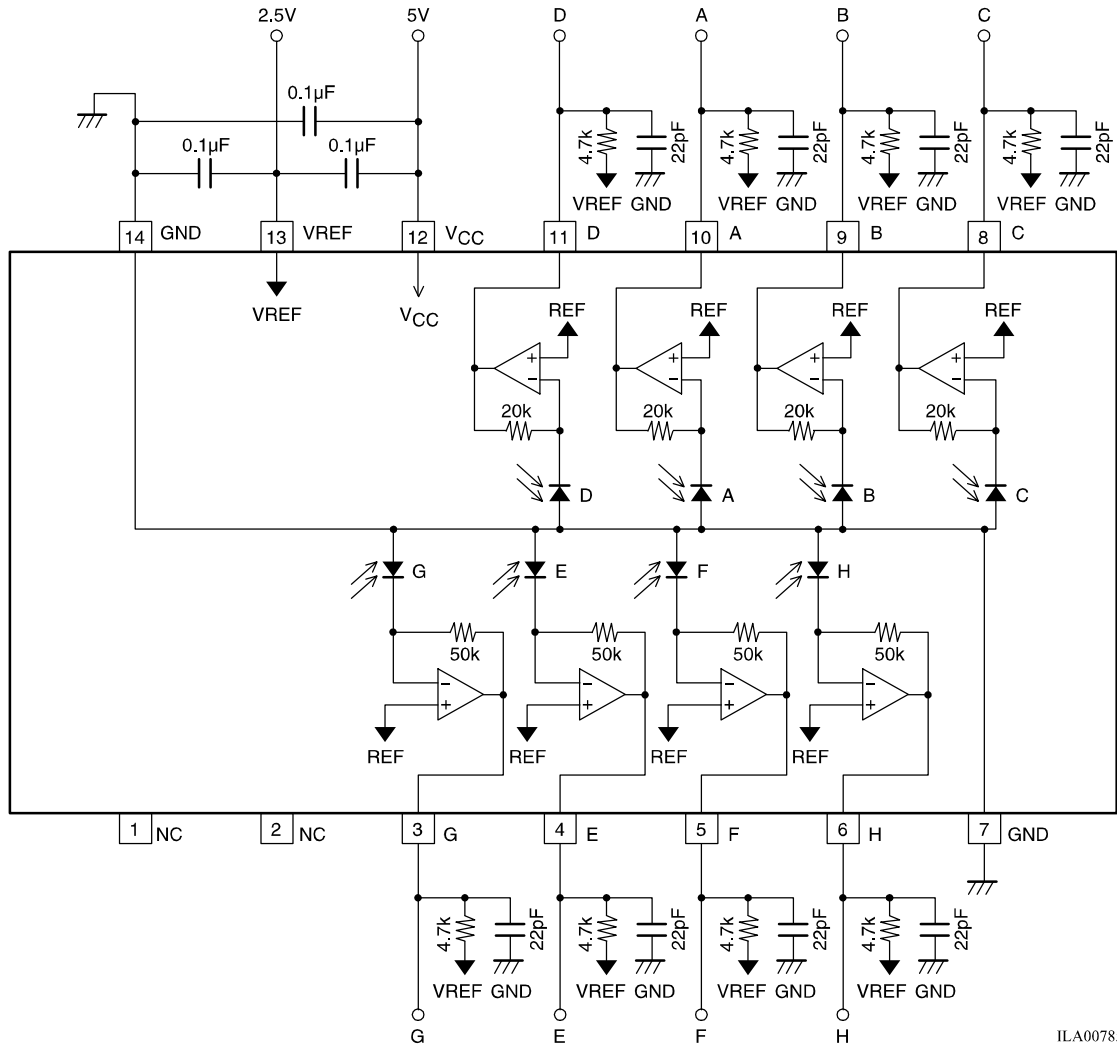 2.5V 5V D A B C
0.1µF
0.1µF 0.1µF
4.7k 22pF 4.7k 22pF 4.7k 22pF 4.7k 22pF
VREF GND VREF GND VREF GND VREF GND
14 GND 13 VREF 12 VCC 11 D 10 A 9 B 8 C
VREF VCC
REF REF REF REF
+ + + +
− − − −
20k 20k 20k 20k
D A B C
G E F H
50k 50k 50k 50k
− − − −
+ + + +
REF REF REF REF
1 NC 2 NC 3 G 4 E 5 F 6 H 7 GND
4.7k 22pF 4.7k 22pF 4.7k 22pF 4.7k 22pF
VREF GND VREF GND VREF GND VREF GND
G E F H
ILA0078